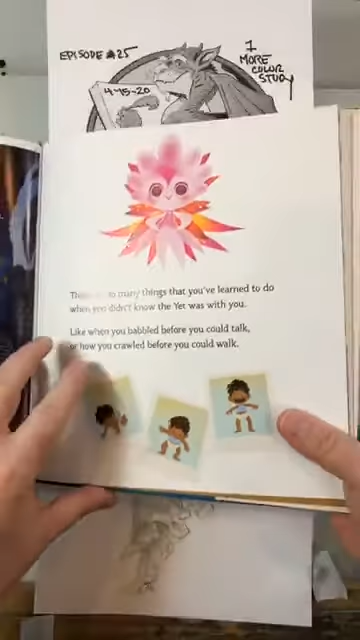 EPISODE #25
1
MORE
COLOR
STUDY
4-15-20
There so many things that you've learned to do
when you didn't know the Yet was with you.
Like when you babbled before you could talk,
or how you crawled before you could walk.